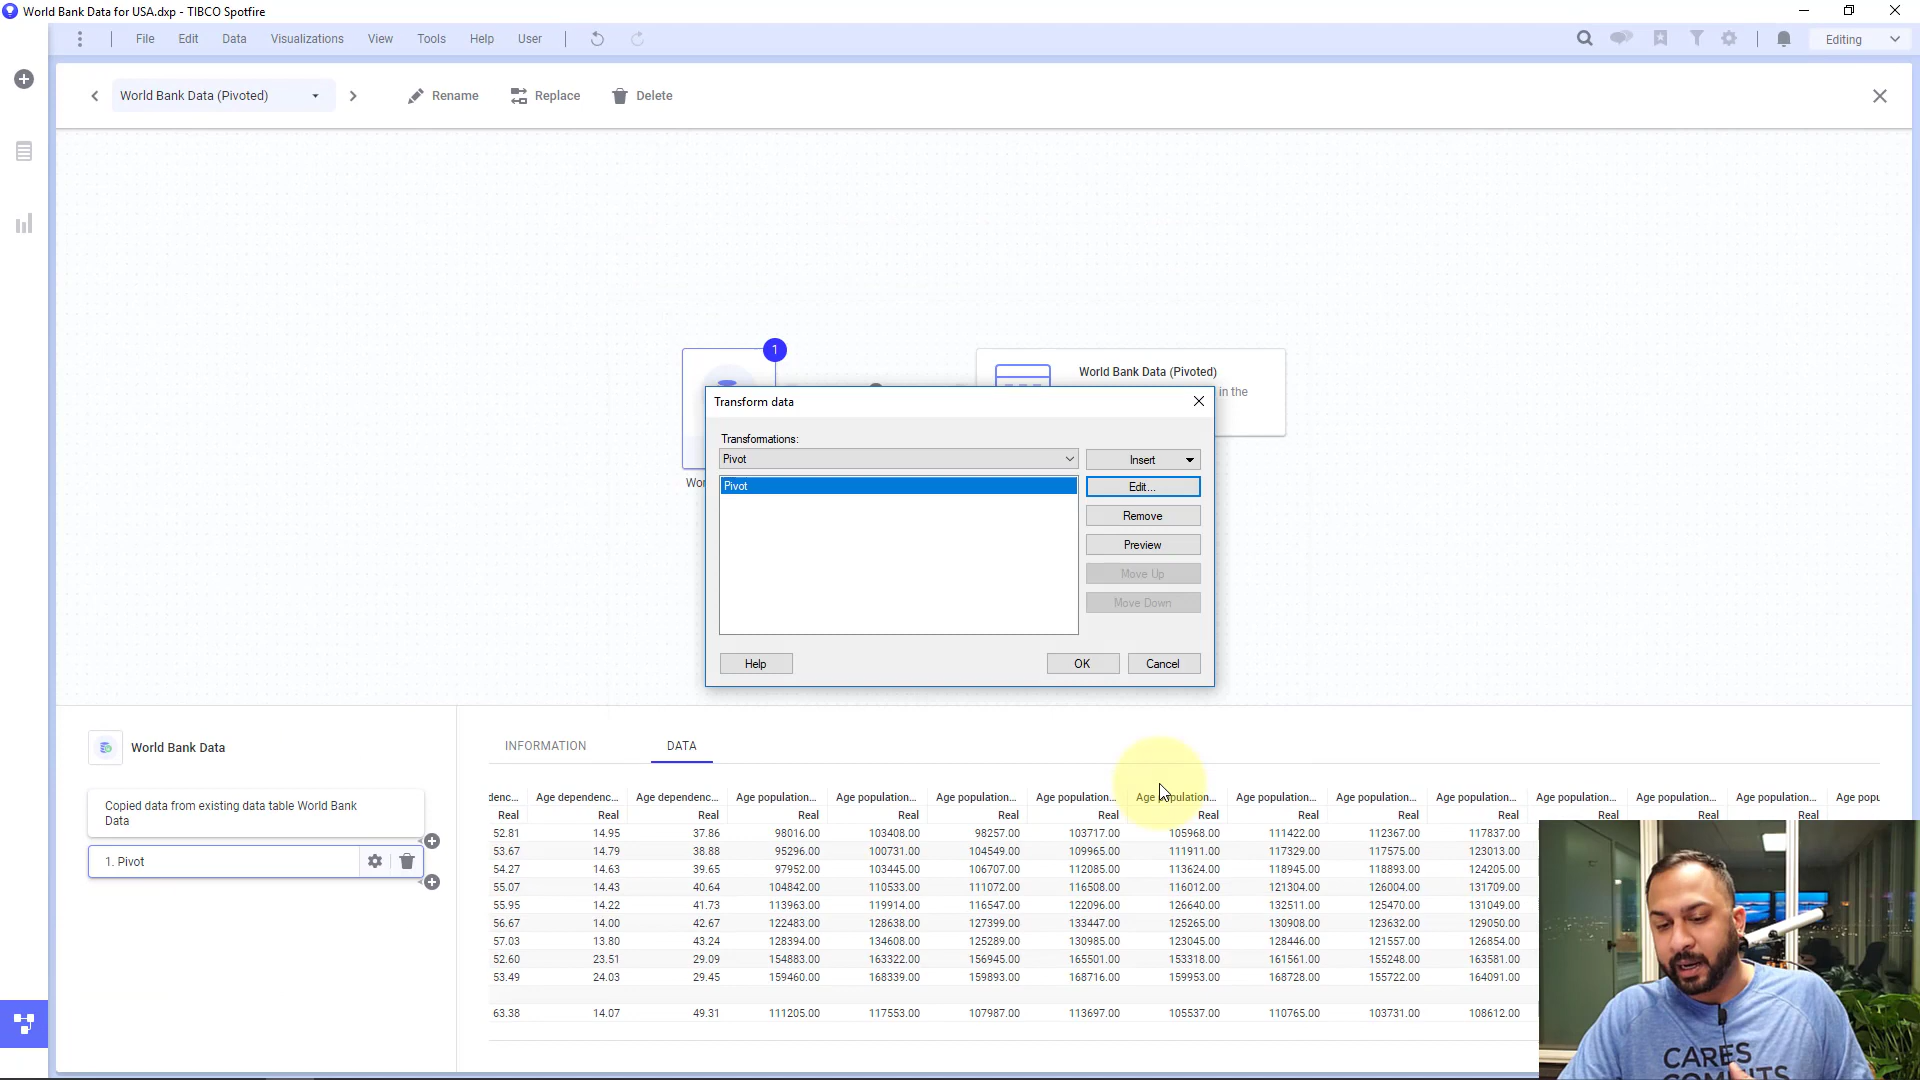 World Bank Data for USA.dxp - TIBCO Spotfire
File Edit Data Visualizations View Tools Help User Editing
World Bank Data (Pivoted) Rename Replace Delete
1
World Bank Data (Pivoted)
in the
Wor
Transform data
Transformations:
Pivot Insert
Pivot Edit...
Remove
Preview
Move Up
Move Down
Help OK Cancel
World Bank Data
Copied data from existing data table World Bank
Data
1. Pivot
INFORMATION DATA
denc... Age dependenc... Age dependenc... Age population... Age population... Age population... Age population... Age population... Age population... Age population... Age population... Age population... Age population... Age population... Age popu
Real Real Real Real Real Real Real Real Real Real Real Real Real Real
52.81 14.95 37.86 98016.00 103408.00 98257.00 103717.00 105968.00 111422.00 112367.00 117837.00
53.67 14.79 38.88 95296.00 100731.00 104549.00 109965.00 111911.00 117329.00 117575.00 123013.00
54.27 14.63 39.65 97952.00 103445.00 106707.00 112085.00 113624.00 118945.00 118893.00 124205.00
55.07 14.43 40.64 104842.00 110533.00 111072.00 116508.00 116012.00 121304.00 126004.00 131709.00
55.95 14.22 41.73 113963.00 119914.00 116547.00 122096.00 126640.00 132511.00 125470.00 131049.00
56.67 14.00 42.67 122483.00 128638.00 127399.00 133447.00 125265.00 130908.00 123632.00 129050.00
57.03 13.80 43.24 128394.00 134608.00 125289.00 130985.00 123045.00 128446.00 121557.00 126854.00
52.60 23.51 29.09 154883.00 163322.00 156945.00 165501.00 153318.00 161561.00 155248.00 163581.00
53.49 24.03 29.45 159460.00 168339.00 159893.00 168716.00 159953.00 168728.00 155722.00 164091.00
63.38 14.07 49.31 111205.00 117553.00 107987.00 113697.00 105537.00 110765.00 103731.00 108612.00
CARES